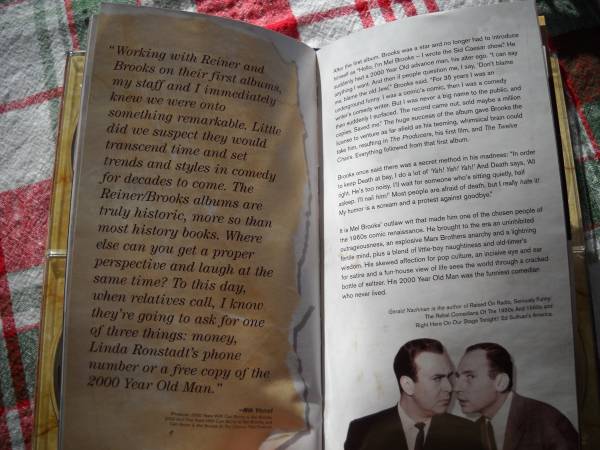 "Working with Reiner and
Brooks on their first albums,
my staff and I immediately
knew we were onto
something remarkable. Little
did we suspect they would
transcend time and set
trends and styles in comedy
for decades to come. The
Reiner/Brooks albums are
truly historic, more so than
most history books. Where
else can you get a proper
perspective and laugh at the
same time? To this day,
when relatives call, I know
they're going to ask for one
of three things: money,
Linda Ronstadt's phone
number or a free copy of the
2000 Year Old Man."
After the first album, Brooks was a star and no longer had to introduce
himself as "Hello, I'm Mel Brooks – I wrote the Sid Caesar show." He
suddenly had a 2000 Year Old Man advance man, his alter ego. "I can say
anything I want. And then if people question me, I say, 'Don't blame
me, blame the old Jew,'" Brooks said. "For 35 years I was an
underground funny. I was a comic's comic, then I was a comedy
writer's comedy writer. But I was never a big name to the public, and
then suddenly I surfaced. The record came out, sold maybe a million
copies. Saved me." The huge success of the album gave Brooks the
license to venture as far afield as his teeming, whimsical brain could
take him, resulting in The Producers, his first film, and The Twelve
Chairs. Everything followed from that first album.
Brooks once said there was a secret method in his madness: "In order
to keep Death at bay, I do a lot of 'Yah! Yah! Yah!' And Death says, 'All
right. He's too noisy. I'll wait for someone who's sitting quietly, half
asleep. I'll nail him!' Most people are afraid of death, but I really hate it!
My humor is a scream and a protest against goodbye."
It is Mel Brooks' outlaw wit that made him one of the chosen people of
the 1960s comic renaissance. He brought to the era an uninhibited
outrageousness, an explosive Marx Brothers anarchy and a lightning
fertile mind, plus a blend of little-boy naughtiness and old-timer's
wisdom. His skewed affection for pop culture, an incisive eye and ear
for satire and a fun-house view of life sees the world through a cracked
bottle of seltzer. His 2000 Year Old Man was the funniest comedian
who never lived.
Gerald Nachman is the author of Raised On Radio, Seriously Funny:
The Rebel Comedians Of The 1950s And 1960s and
Right Here On Our Stage Tonight! Ed Sullivan's America.